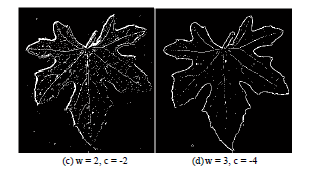 (c) w = 2, c = -2
(d) w = 3, c = -4